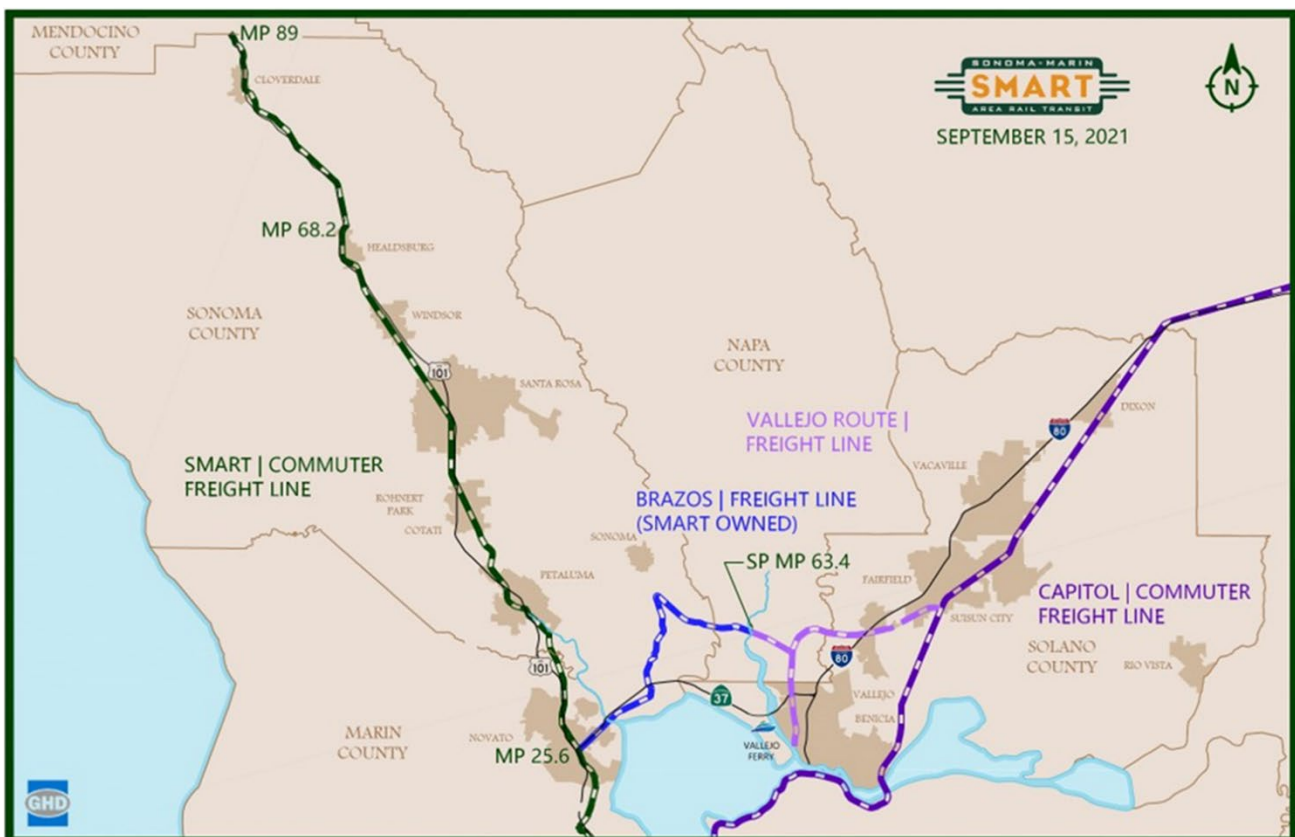 MENDOCINO
COUNTY
MP 89
CLOVERDALE
SONOMA-MARIN
SMART
AREA RAIL TRANSIT
N
SEPTEMBER 15, 2021
MP 68.2
HEALDSBURG
SONOMA
COUNTY
WINDSOR
101
SANTA ROSA
NAPA
COUNTY
DIXON
80
VALLEJO ROUTE |
FREIGHT LINE
VACAVILLE
SMART | COMMUTER
FREIGHT LINE
ROHNERT
PARK
COTATI
BRAZOS | FREIGHT LINE
(SMART OWNED)
SONOMA
SP MP 63.4
PETALUMA
FAIRFIELD
CAPITOL | COMMUTER
FREIGHT LINE
SUISUN CITY
SOLANO
COUNTY
RIO VISTA
101
80
37
VALLEJO
BENICIA
MARIN
COUNTY
NOVATO
MP 25.6
VALLEJO
FERRY
GHD